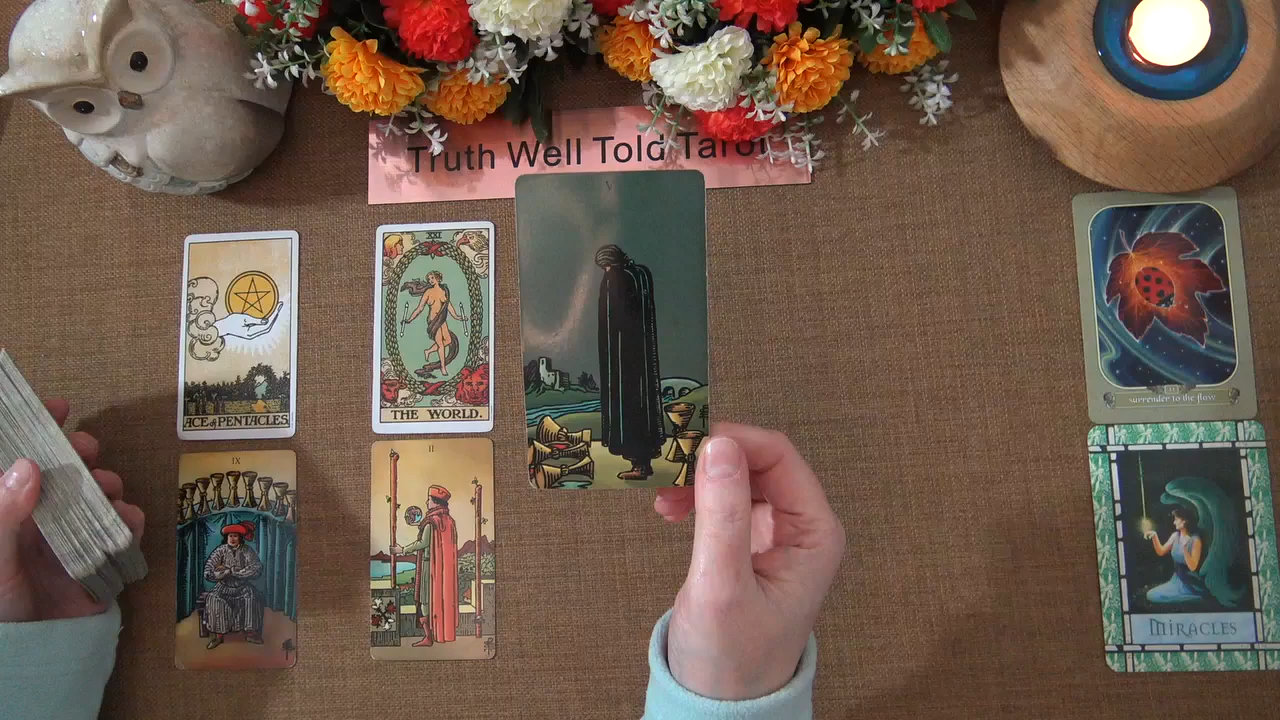 Truth Well Told Tarot
V
XXI
ACE of PENTACLES
THE WORLD.
IX
II
surrender to the flow
MIRACLES